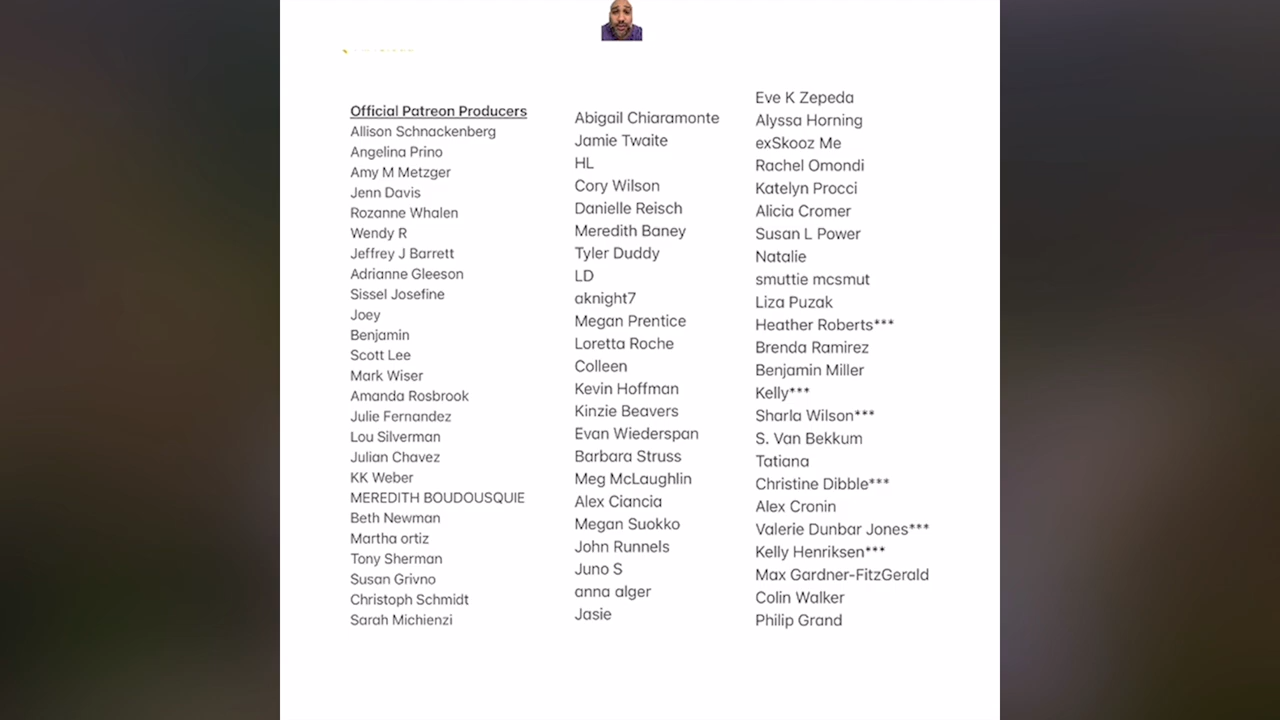 Official Patreon Producers
Allison Schnackenberg
Angelina Prino
Amy M Metzger
Jenn Davis
Rozanne Whalen
Wendy R
Jeffrey J Barrett
Adrianne Gleeson
Sissel Josefine
Joey
Benjamin
Scott Lee
Mark Wiser
Amanda Rosbrook
Julie Fernandez
Lou Silverman
Julian Chavez
KK Weber
MEREDITH BOUDOUSQUIE
Beth Newman
Martha ortiz
Tony Sherman
Susan Grivno
Christoph Schmidt
Sarah Michienzi
Abigail Chiaramonte
Jamie Twaite
HL
Cory Wilson
Danielle Reisch
Meredith Baney
Tyler Duddy
LD
aknight7
Megan Prentice
Loretta Roche
Colleen
Kevin Hoffman
Kinzie Beavers
Evan Wiederspan
Barbara Struss
Meg McLaughlin
Alex Ciancia
Megan Suokko
John Runnels
Juno S
anna alger
Jasie
Eve K Zepeda
Alyssa Horning
exSkooz Me
Rachel Omondi
Katelyn Procci
Alicia Cromer
Susan L Power
Natalie
smuttie mcsmut
Liza Puzak
Heather Roberts***
Brenda Ramirez
Benjamin Miller
Kelly***
Sharla Wilson***
S. Van Bekkum
Tatiana
Christine Dibble***
Alex Cronin
Valerie Dunbar Jones***
Kelly Henriksen***
Max Gardner-FitzGerald
Colin Walker
Philip Grand